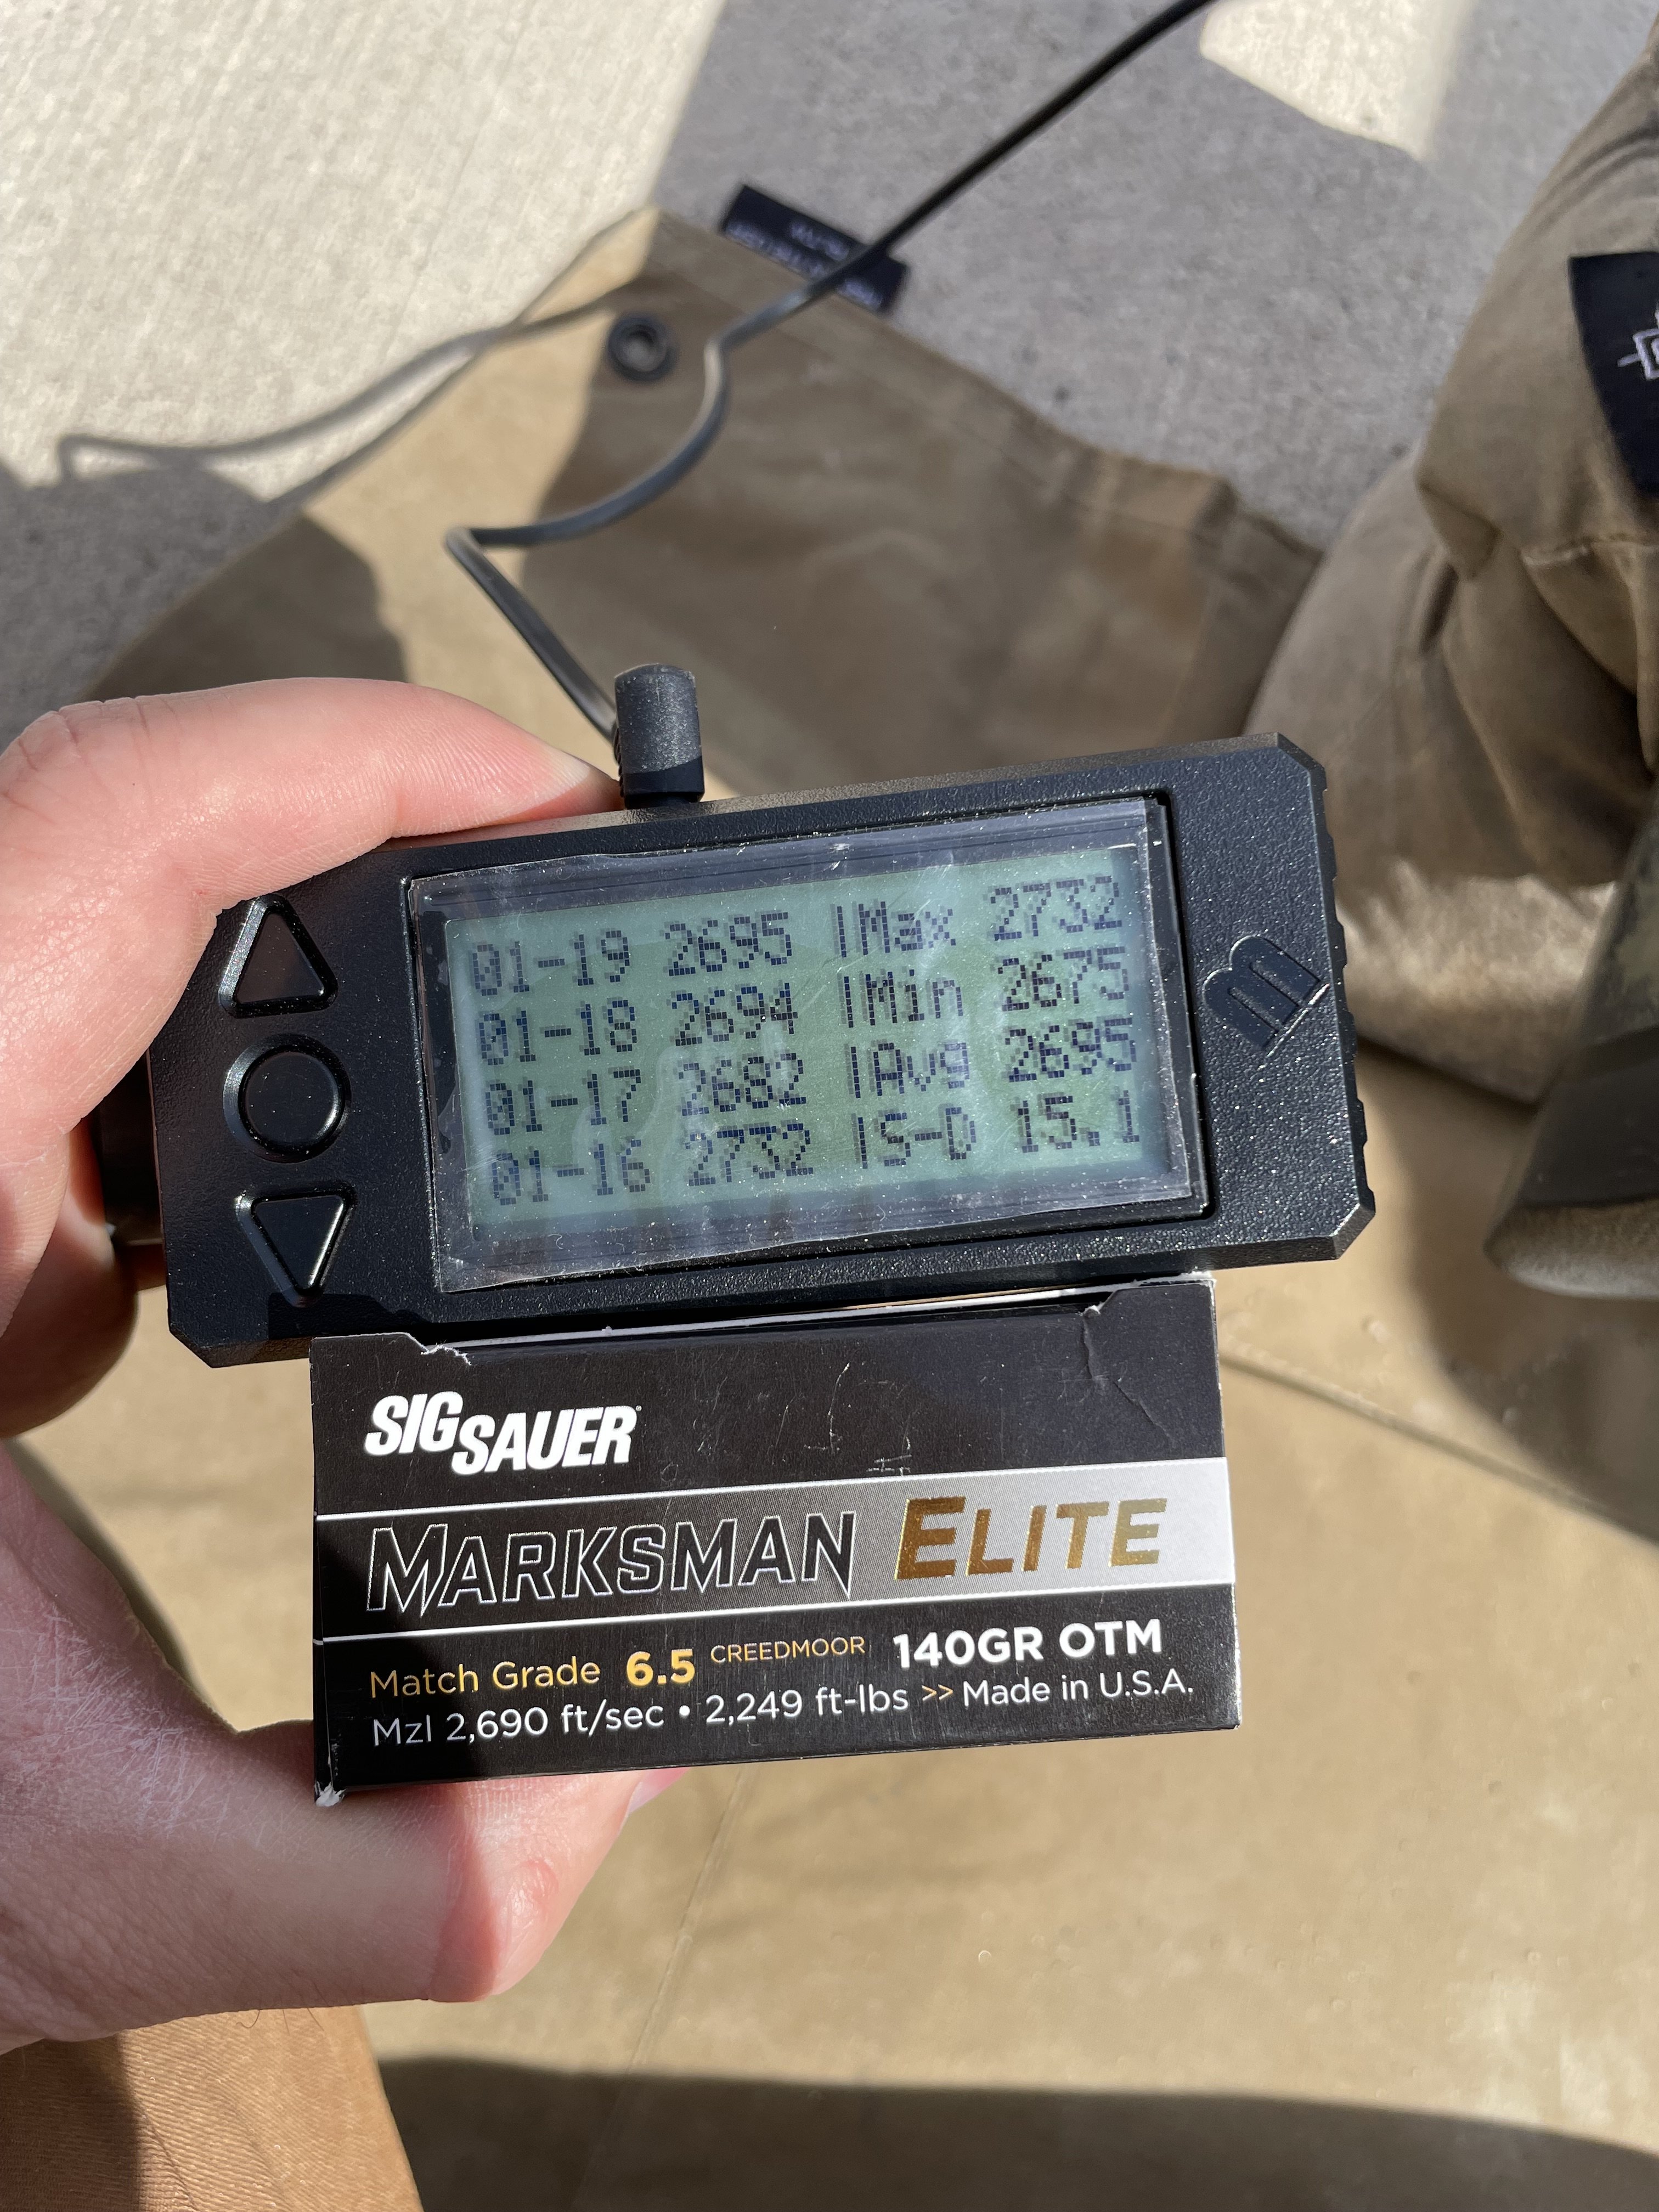 01-19 2695 |Max 2732
01-18 2694 |Min 2675
01-17 2682 |Avg 2695
01-16 2732 |S-D 15.1
m
SIG SAUER
MARKSMAN ELITE
Match Grade 6.5 CREEDMOOR 140GR OTM
Mzl 2,690 ft/sec • 2,249 ft-lbs >> Made in U.S.A.